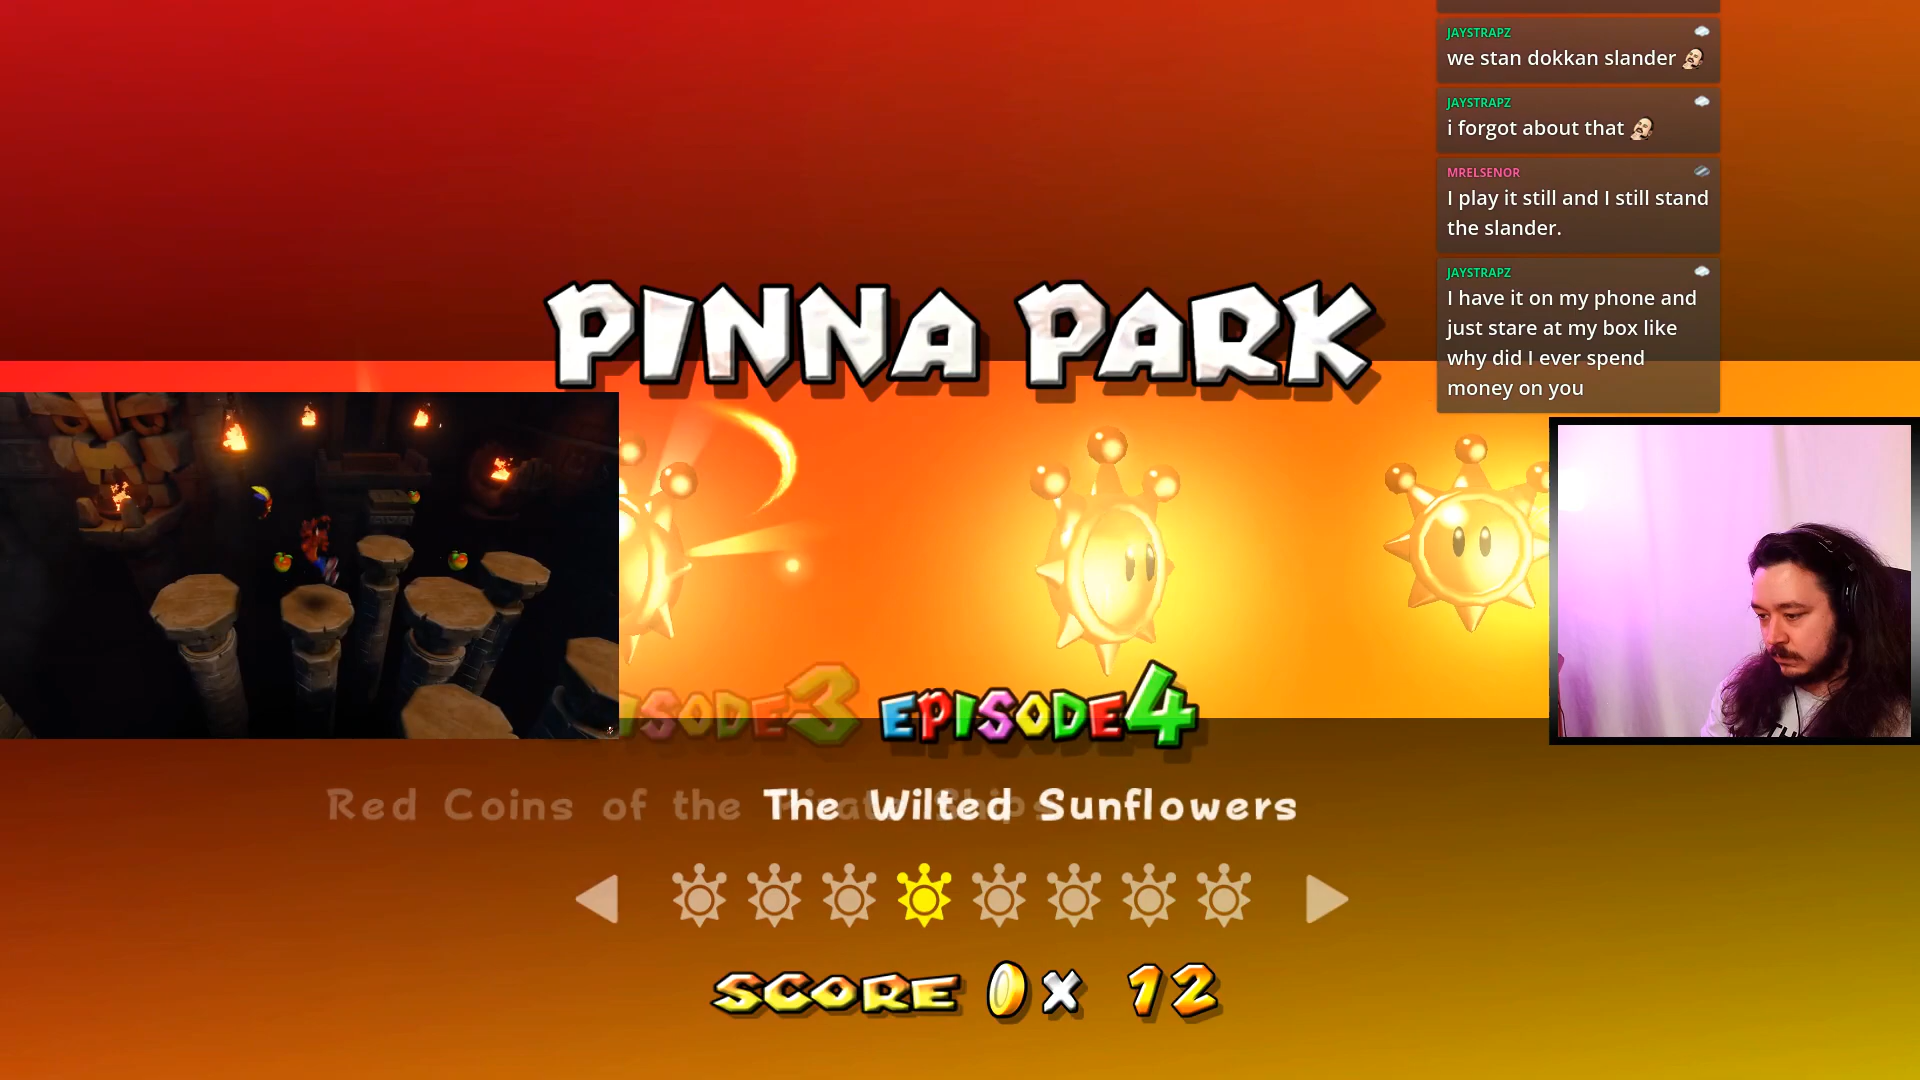 JAYSTRAPZ
we stan dokkan slander
JAYSTRAPZ
i forgot about that
MRELSENOR
I play it still and I still stand
the slander.
JAYSTRAPZ
I have it on my phone and
just stare at my box like
why did I ever spend
money on you
PINNA PARK
EPISODE 4
Red Coins of the
The Wilted Sunflowers
SCORE 0× 12